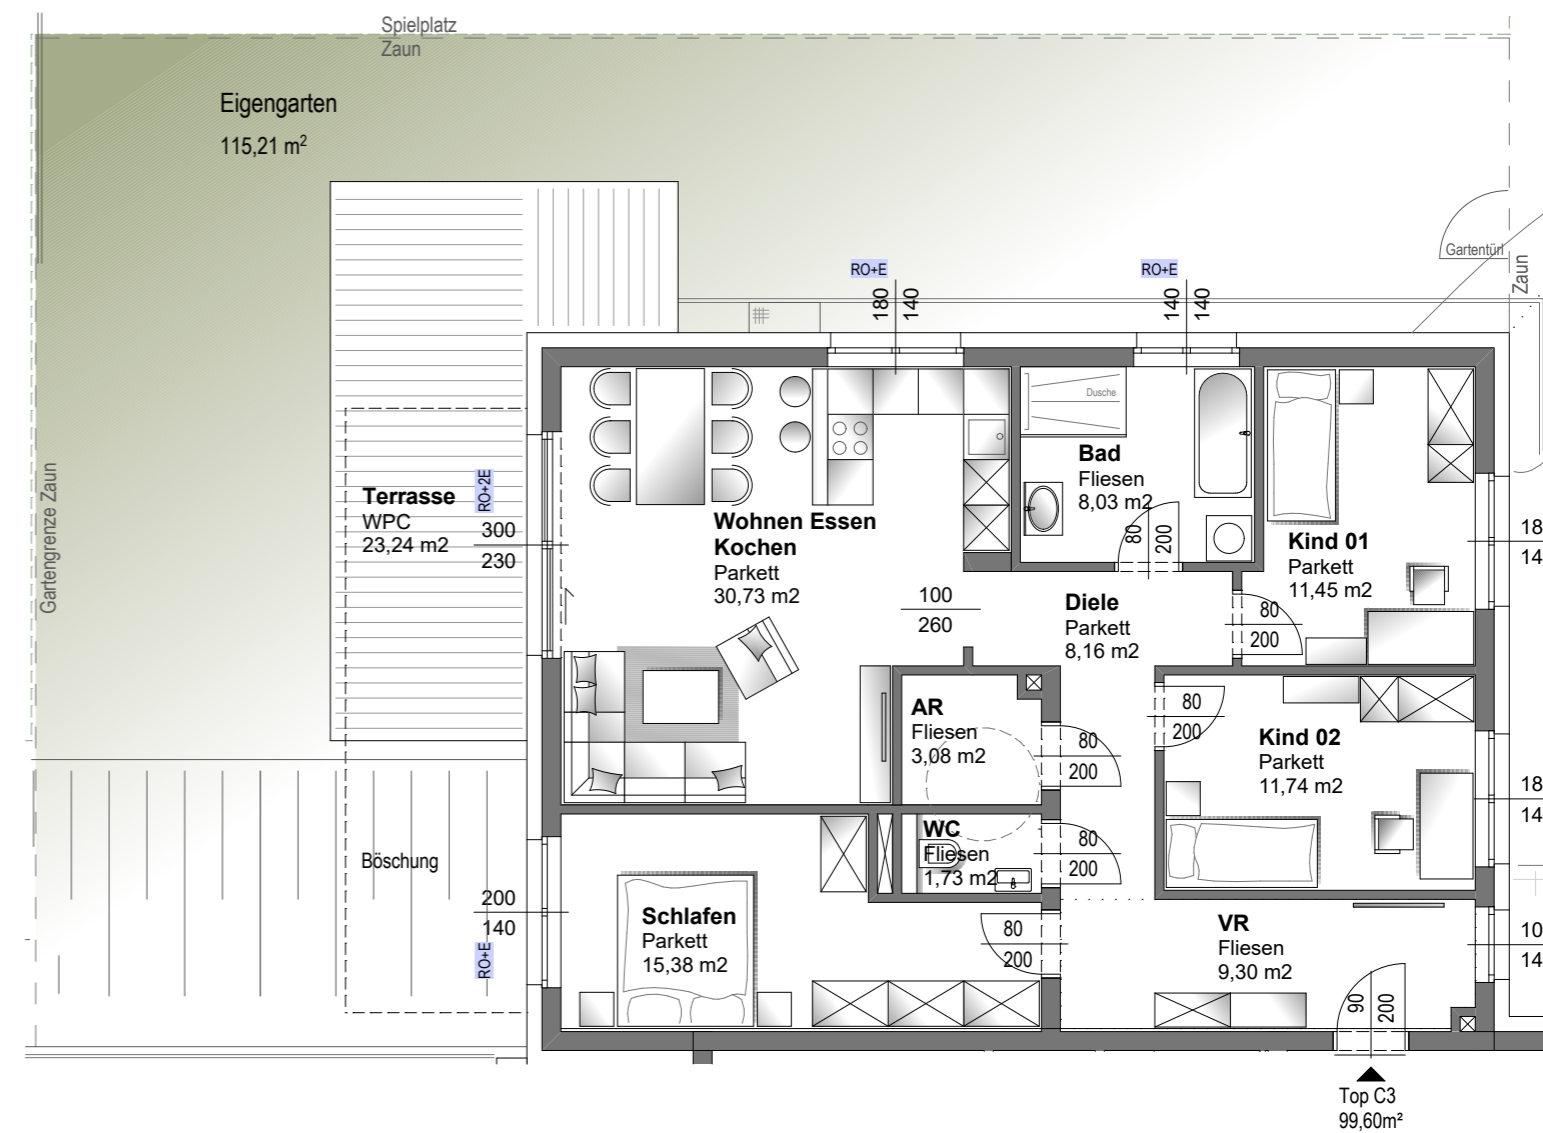 Spielplatz
Zaun
Eigengarten
115,21 m²
Gartentürl
Zaun
RO+E
180
140
RO+E
140
140
Dusche
Bad
Fliesen
8,03 m2
80
200
Terrasse
WPC
23,24 m2
RO+2E
300
230
Gartengrenze Zaun
Wohnen Essen
Kochen
Parkett
30,73 m2
100
260
Diele
Parkett
8,16 m2
Kind 01
Parkett
11,45 m2
80
200
18
14
AR
Fliesen
3,08 m2
80
200
80
200
Kind 02
Parkett
11,74 m2
18
14
WC
Fliesen
1,73 m2
80
200
Böschung
200
140
RO+E
Schlafen
Parkett
15,38 m2
80
200
VR
Fliesen
9,30 m2
10
14
90
200
Top C3
99,60m²